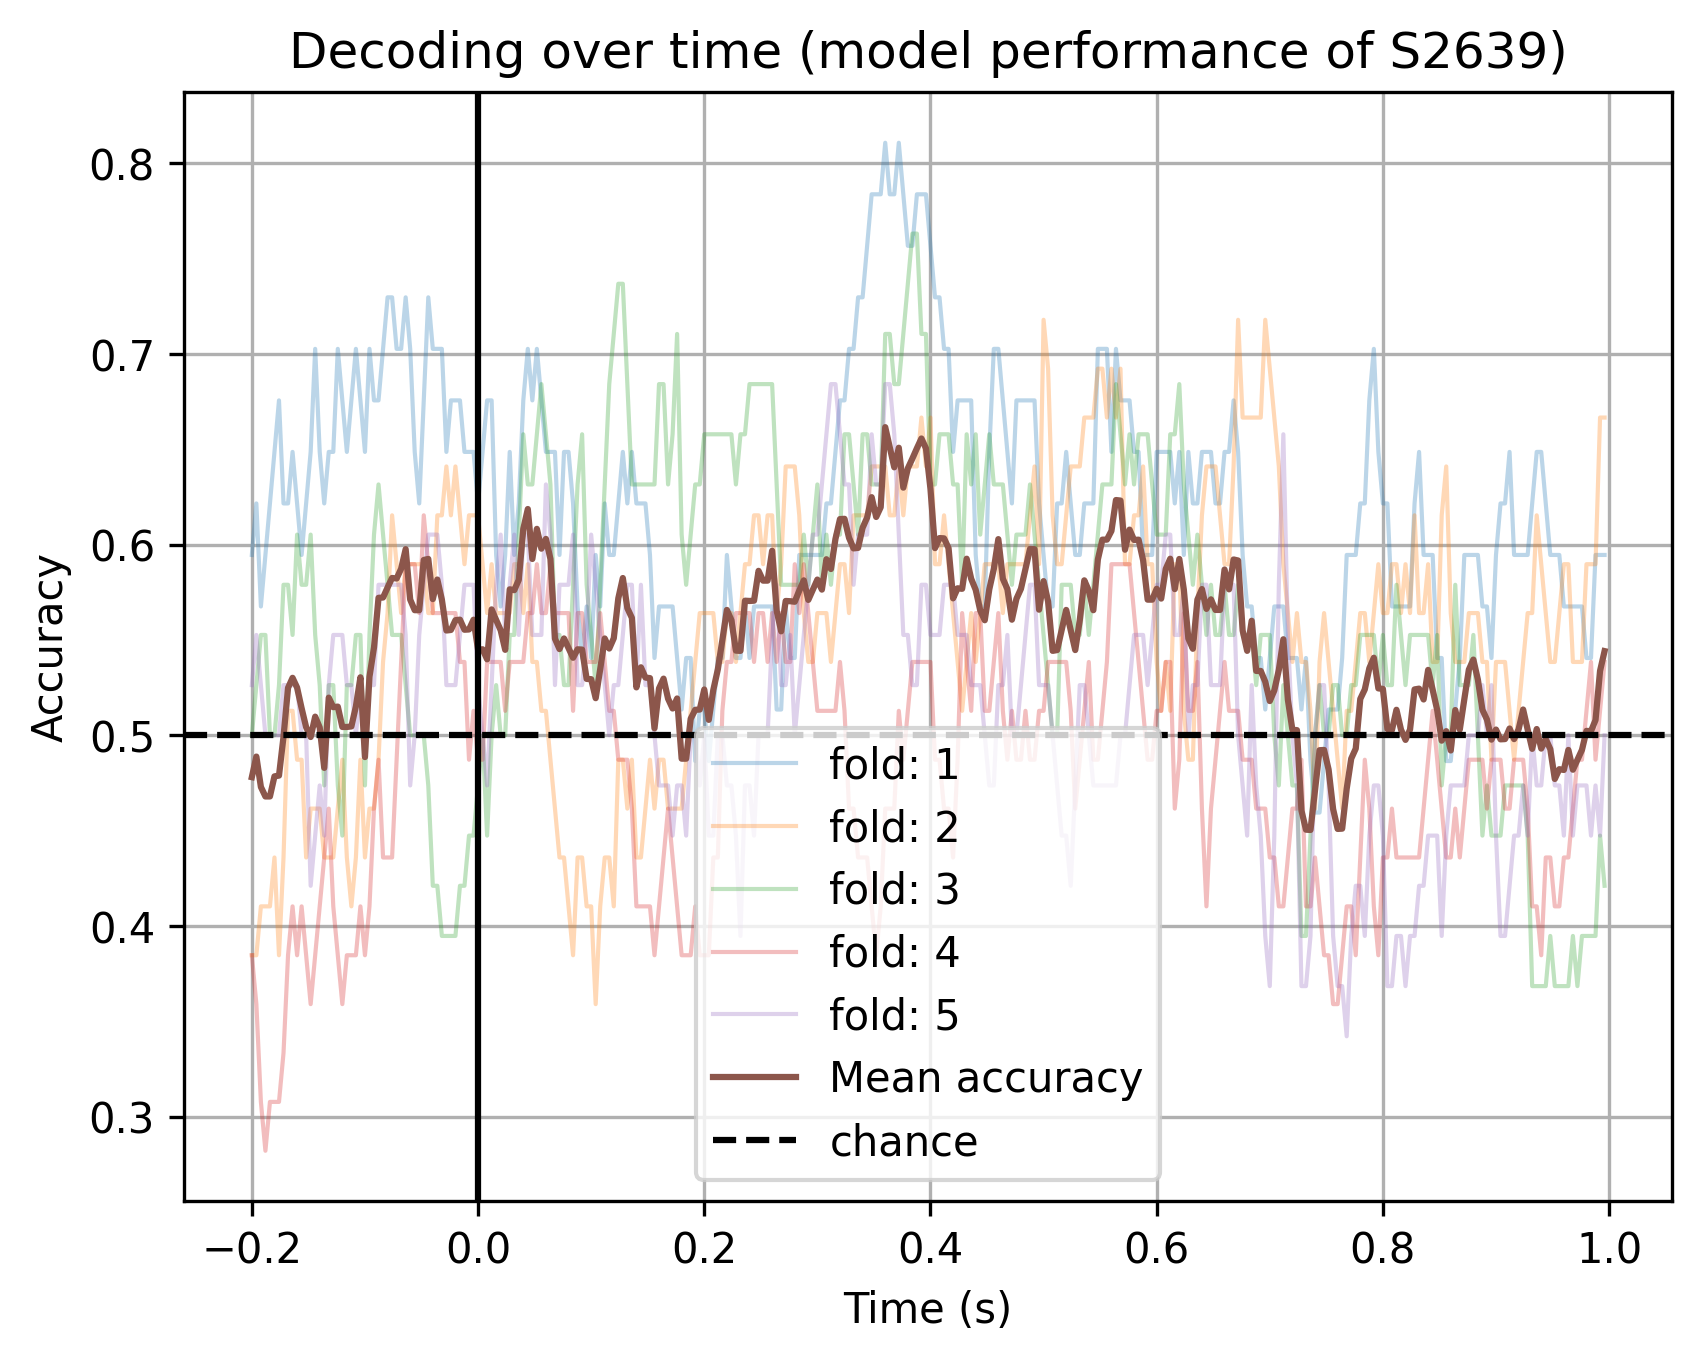 Decoding over time (model performance of S2639)
Accuracy
0.8
0.7
0.6
0.5
0.4
0.3
fold: 1
fold: 2
fold: 3
fold: 4
fold: 5
Mean accuracy
chance
−0.2
0.0
0.2
0.4
0.6
0.8
1.0
Time (s)